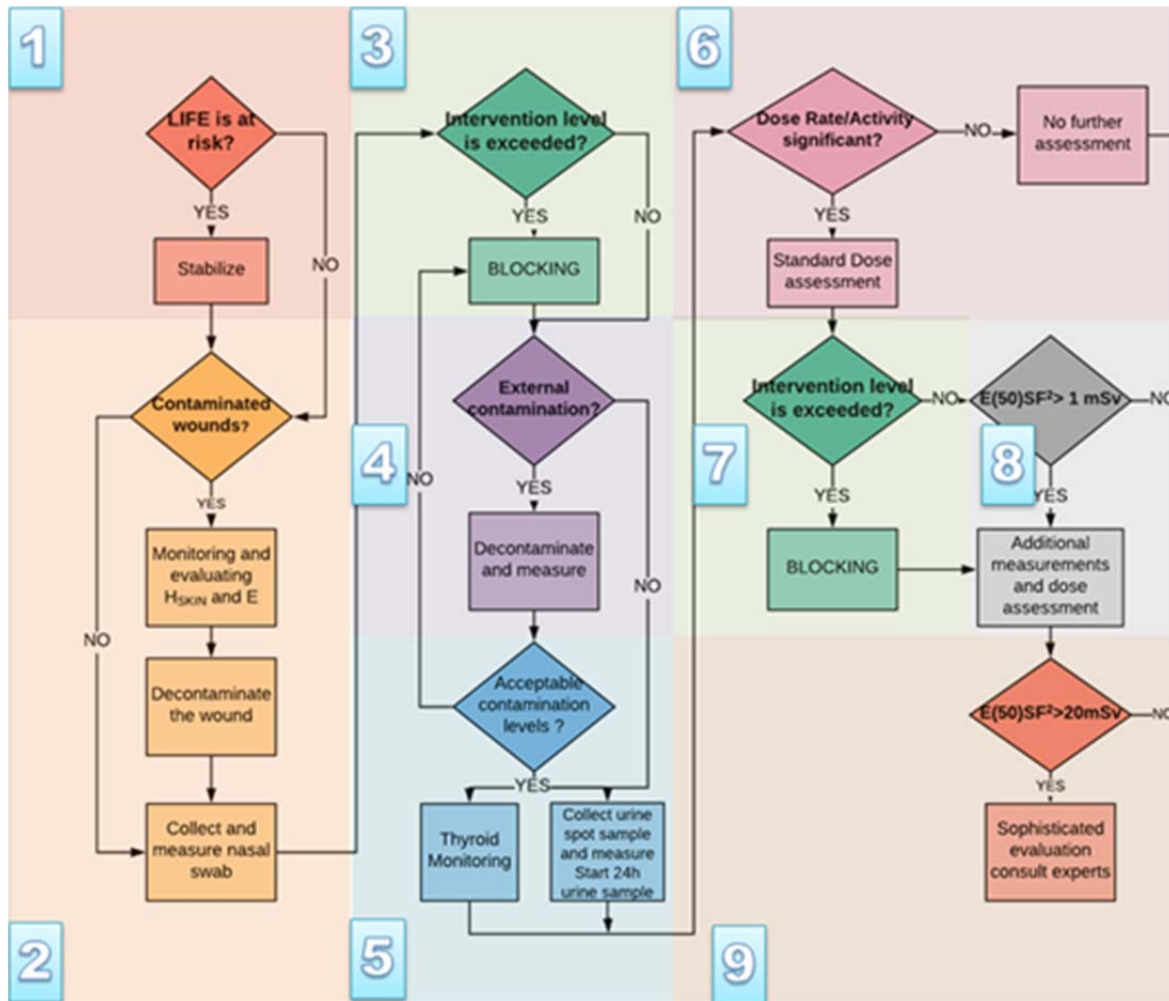 1
LIFE is at
risk?
YES
NO
Stabilize
Contaminated
wounds?
YES
NO
Monitoring and
evaluating
HSKIN and E
Decontaminate
the wound
Collect and
measure nasal
swab
2
3
Intervention level
is exceeded?
YES
NO
BLOCKING
External
contamination?
4
NO
YES
Decontaminate
and measure
NO
Acceptable
contamination
levels ?
YES
Thyroid
Monitoring
Collect urine
spot sample
and measure
Start 24h
urine sample
5
6
Dose Rate/Activity
significant?
NO
No further
assessment
YES
Standard Dose
assessment
Intervention level
is exceeded?
NO
E(50)SF²> 1 mSv
NO
7
8
YES
YES
BLOCKING
Additional
measurements
and dose
assessment
E(50)SF²>20mSv
NO
YES
Sophisticated
evaluation
consult experts
9